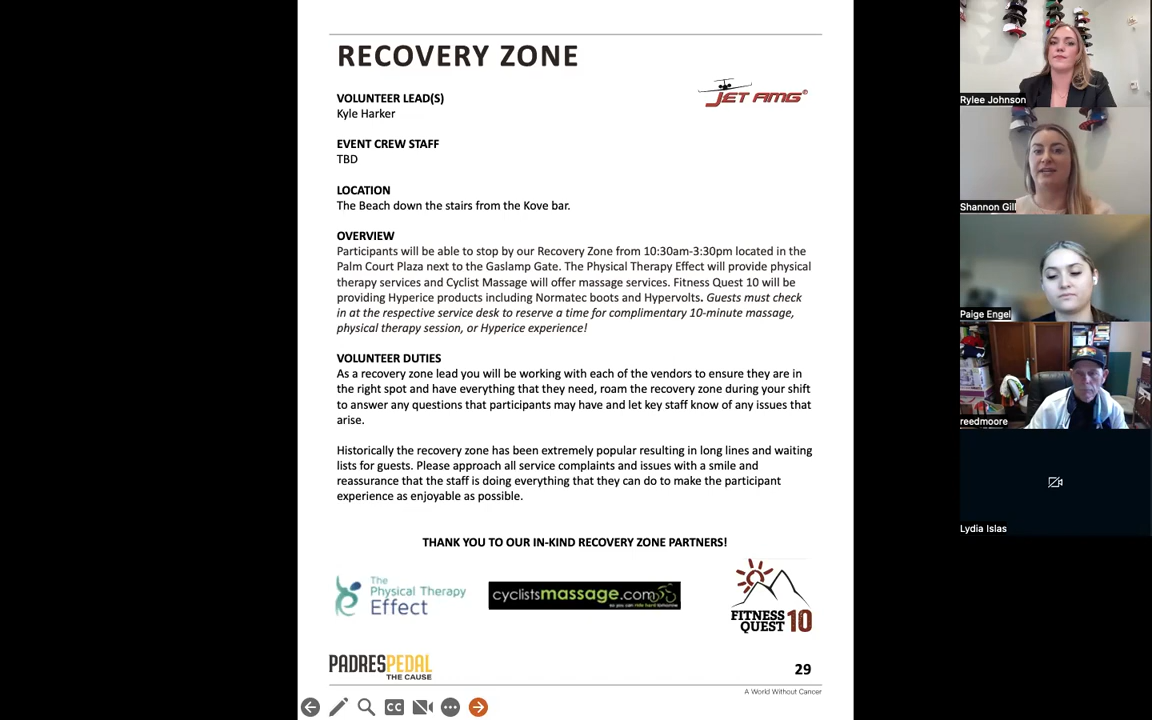 RECOVERY ZONE
JET AMG®
VOLUNTEER LEAD(S)
Kyle Harker
EVENT CREW STAFF
TBD
LOCATION
The Beach down the stairs from the Kove bar.
OVERVIEW
Participants will be able to stop by our Recovery Zone from 10:30am-3:30pm located in the
Palm Court Plaza next to the Gaslamp Gate. The Physical Therapy Effect will provide physical
therapy services and Cyclist Massage will offer massage services. Fitness Quest 10 will be
providing Hyperice products including Normatec boots and Hypervolts. Guests must check
in at the respective service desk to reserve a time for complimentary 10-minute massage,
physical therapy session, or Hyperice experience!
VOLUNTEER DUTIES
As a recovery zone lead you will be working with each of the vendors to ensure they are in
the right spot and have everything that they need, roam the recovery zone during your shift
to answer any questions that participants may have and let key staff know of any issues that
arise.
Historically the recovery zone has been extremely popular resulting in long lines and waiting
lists for guests. Please approach all service complaints and issues with a smile and
reassurance that the staff is doing everything that they can do to make the participant
experience as enjoyable as possible.
THANK YOU TO OUR IN-KIND RECOVERY ZONE PARTNERS!
The
Physical Therapy
Effect
cyclistsmassage.com
so you can ride hard tomorrow
FITNESS
QUEST 10
PADRESPEDAL
THE CAUSE
29
A World Without Cancer
CC
Rylee Johnson
Shannon Gill
Paige Engel
reedmoore
Lydia Islas